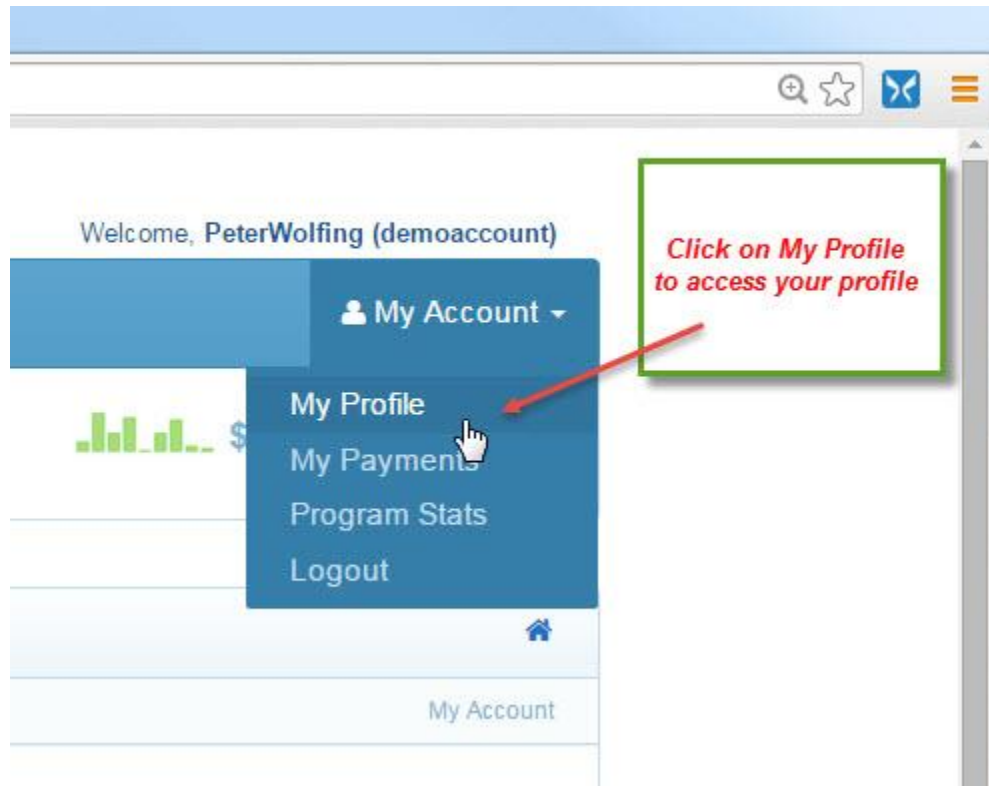 Welcome, PeterWolfing (demoaccount)
Click on My Profile
to access your profile
My Account
My Profile
$
My Payments
Program Stats
Logout
My Account